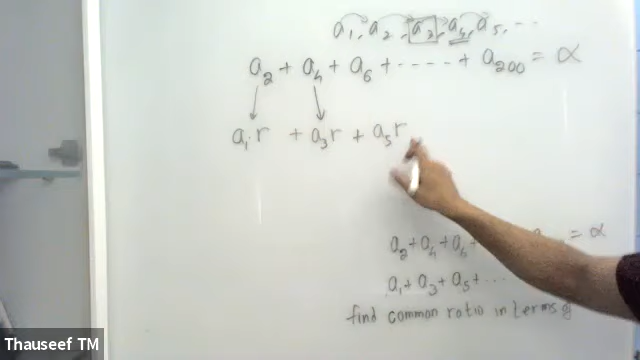 a₁, a₂, a₃, a₄, a₅, ...
a₂ + a₄ + a₆ + ----- + a₂₀₀ = α
a₁r + a₃r + a₅r
a₂ + a₄ + a₆ + = α
a₁ + a₃ + a₅ + ...
find common ratio in terms of
Thauseef TM